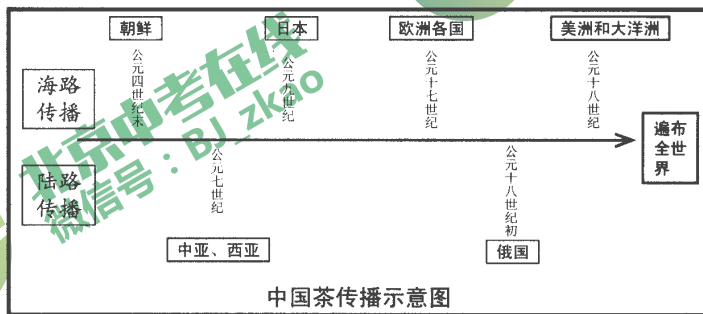 朝鲜
日本
欧洲各国
美洲和大洋洲
公元四世纪末
公元九世纪
公元十七世纪
公元十八世纪
海路
传播
遍布
全世
界
陆路
传播
公元七世纪
公元十八世纪初
中亚、西亚
俄国
中国茶传播示意图
北京中考在线
微信号：BJ_zkao